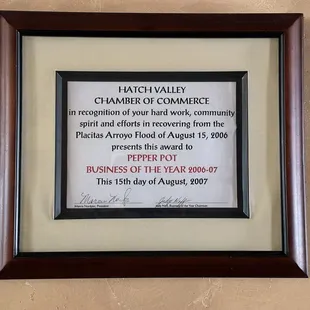 HATCH VALLEY
CHAMBER OF COMMERCE
in recognition of your hard work, community
spirit and efforts in recovering from the
Placitas Arroyo Flood of August 15, 2006
presents this award to
PEPPER POT
BUSINESS OF THE YEAR 2006-07
This 15th day of August, 2007